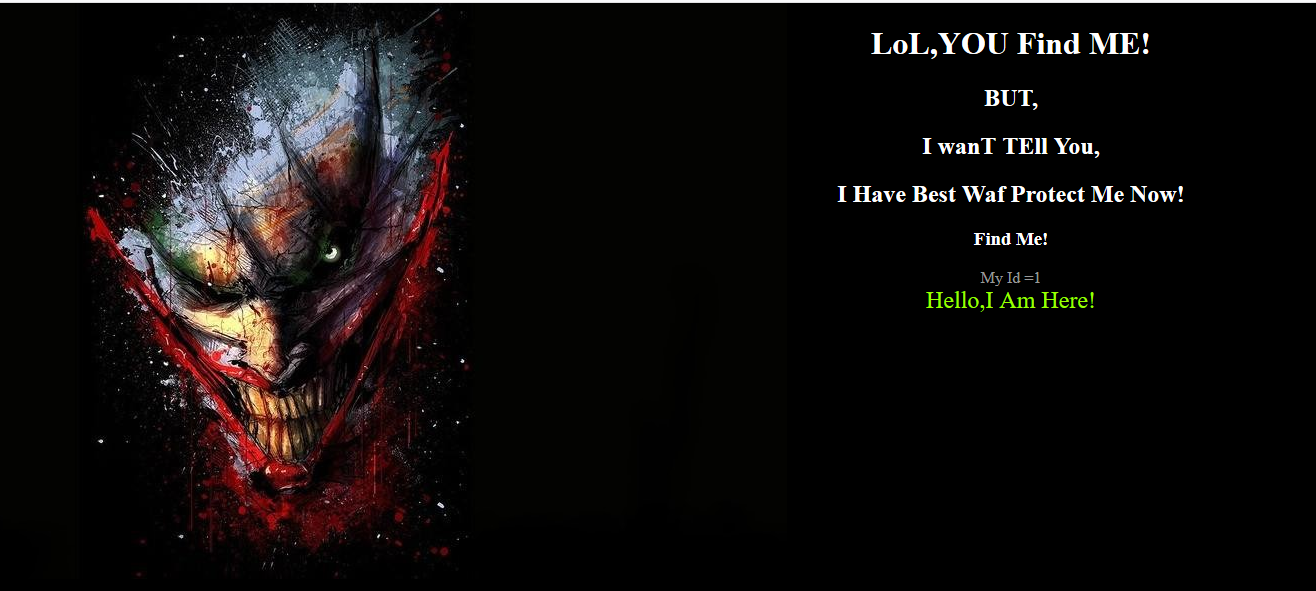 LoL,YOU Find ME!
BUT,
I wanT TEll You,
I Have Best Waf Protect Me Now!
Find Me!
My Id =1
Hello,I Am Here!